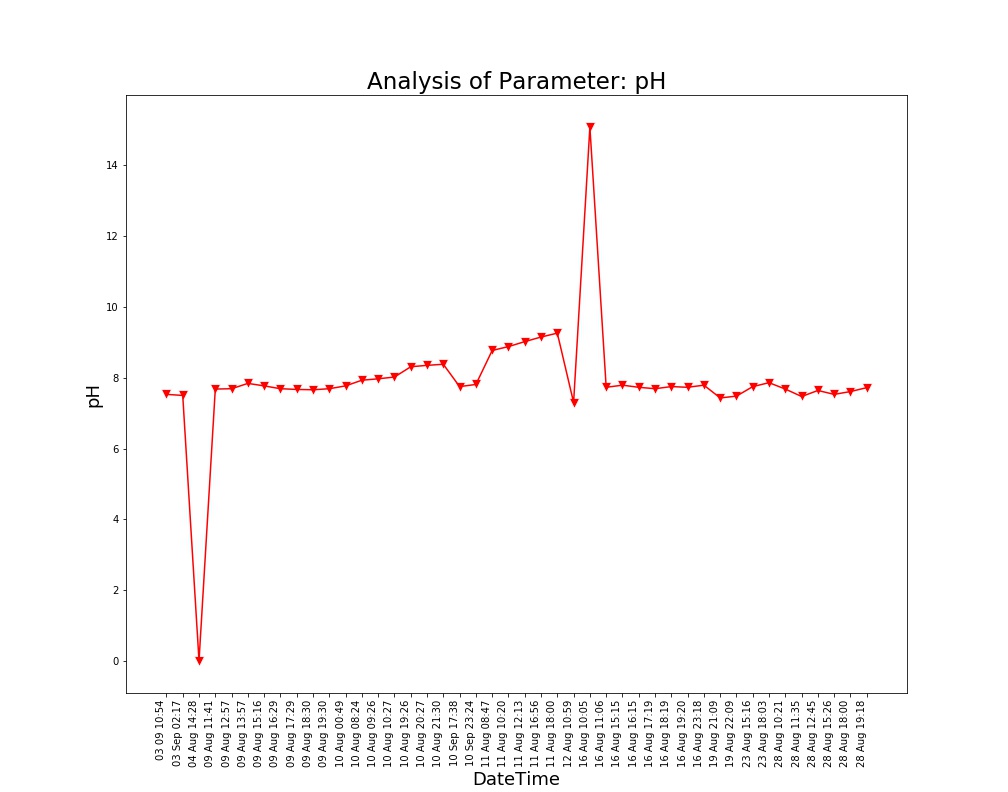 Analysis of Parameter: pH
pH
14
12
10
8
6
4
2
0
03 09 10:54
03 Sep 02:17
04 Aug 14:28
09 Aug 11:41
09 Aug 12:57
09 Aug 13:57
09 Aug 15:16
09 Aug 16:29
09 Aug 17:29
09 Aug 18:30
09 Aug 19:30
10 Aug 00:49
10 Aug 08:24
10 Aug 09:26
10 Aug 10:27
10 Aug 19:26
10 Aug 20:27
10 Aug 21:30
10 Sep 17:38
10 Sep 23:24
11 Aug 08:47
11 Aug 10:20
11 Aug 12:13
11 Aug 16:56
11 Aug 18:00
12 Aug 10:59
16 Aug 10:05
16 Aug 11:06
16 Aug 15:15
16 Aug 16:15
16 Aug 17:19
16 Aug 18:19
16 Aug 19:20
16 Aug 23:18
19 Aug 21:09
19 Aug 22:09
23 Aug 15:16
23 Aug 18:03
28 Aug 10:21
28 Aug 11:35
28 Aug 12:45
28 Aug 15:26
28 Aug 18:00
28 Aug 19:18
DateTime